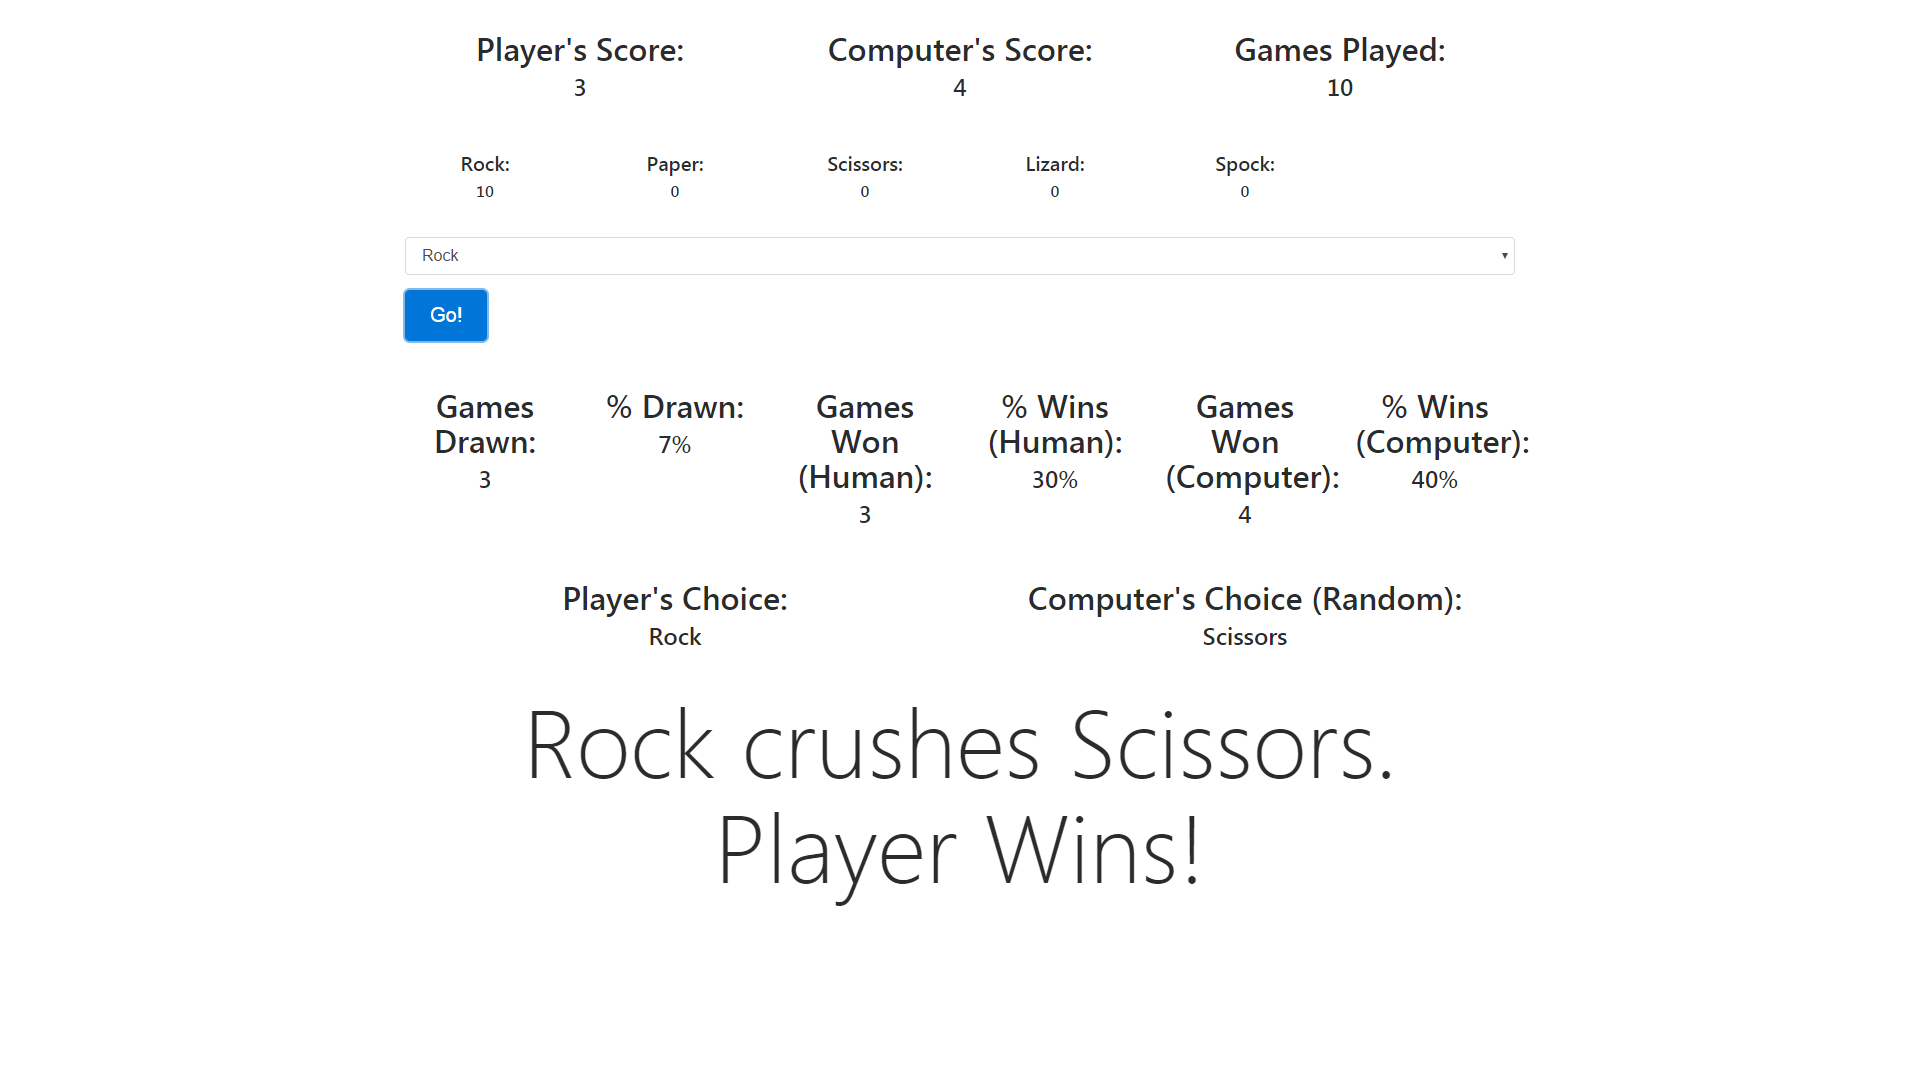 Player's Score: Computer's Score: Games Played:
3 4 10
Rock: Paper: Scissors: Lizard: Spock:
10 0 0 0 0
Rock
Go!
Games Drawn:
3
% Drawn:
7%
Games Won (Human):
3
% Wins (Human):
30%
Games Won (Computer):
4
% Wins (Computer):
40%
Player's Choice: Computer's Choice (Random):
Rock Scissors
Rock crushes Scissors.
Player Wins!